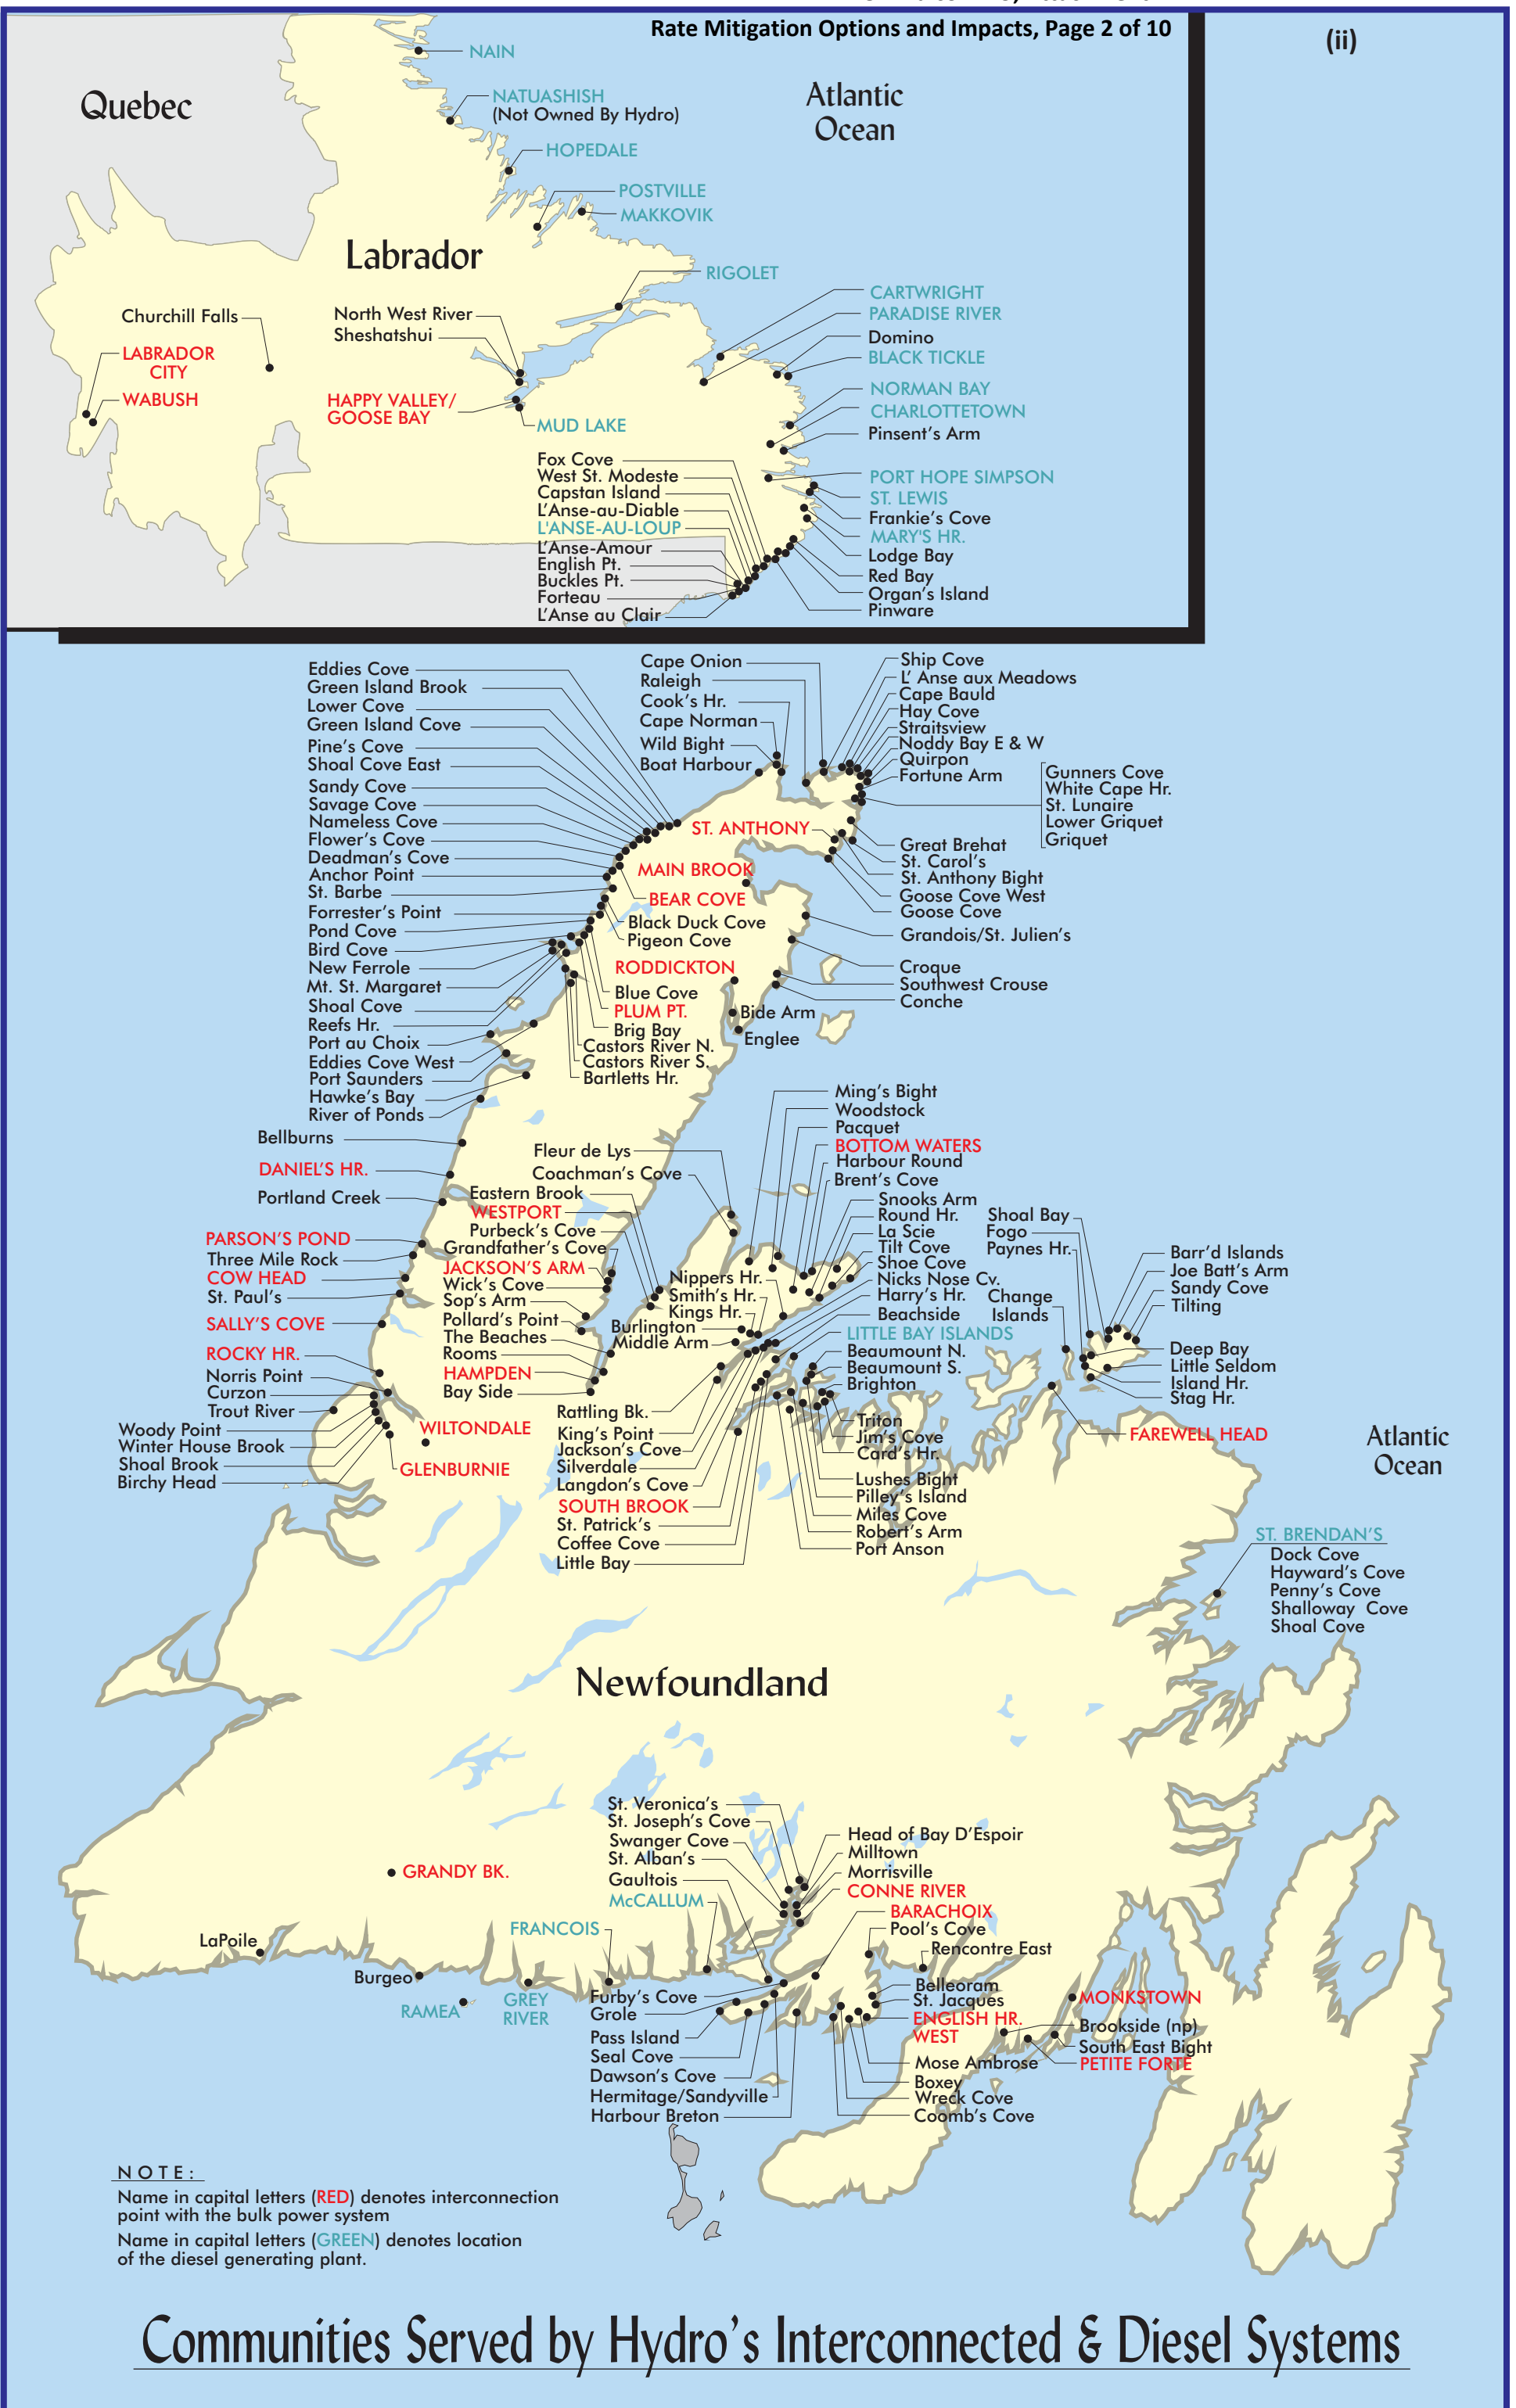 Rate Mitigation Options and Impacts, Page 2 of 10
(ii)
NAIN
Quebec
NATUASHISH
(Not Owned By Hydro)
Atlantic
Ocean
HOPEDALE
POSTVILLE
MAKKOVIK
Labrador
RIGOLET
CARTWRIGHT
PARADISE RIVER
Domino
BLACK TICKLE
NORMAN BAY
CHARLOTTETOWN
Pinsent's Arm
PORT HOPE SIMPSON
ST. LEWIS
Frankie's Cove
MARY'S HR.
Lodge Bay
Red Bay
Organ's Island
Pinware
Churchill Falls
LABRADOR
CITY
WABUSH
North West River
Sheshatshui
HAPPY VALLEY/
GOOSE BAY
MUD LAKE
Fox Cove
West St. Modeste
Capstan Island
L'Anse-au-Diable
L'ANSE-AU-LOUP
L'Anse-Amour
English Pt.
Buckles Pt.
Forteau
L'Anse au Clair
Eddies Cove
Green Island Brook
Lower Cove
Green Island Cove
Pine's Cove
Shoal Cove East
Sandy Cove
Savage Cove
Nameless Cove
Flower's Cove
Deadman's Cove
Anchor Point
St. Barbe
Forrester's Point
Pond Cove
Bird Cove
New Ferrole
Mt. St. Margaret
Shoal Cove
Reefs Hr.
Port au Choix
Eddies Cove West
Port Saunders
Hawke's Bay
River of Ponds
Cape Onion
Raleigh
Cook's Hr.
Cape Norman
Wild Bight
Boat Harbour
Ship Cove
L' Anse aux Meadows
Cape Bauld
Hay Cove
Straitsview
Noddy Bay E & W
Quirpon
Fortune Arm
Gunners Cove
White Cape Hr.
St. Lunaire
Lower Griquet
Griquet
ST. ANTHONY
MAIN BROOK
BEAR COVE
Black Duck Cove
Pigeon Cove
RODDICKTON
Blue Cove
PLUM PT.
Brig Bay
Castors River N.
Castors River S.
Bartletts Hr.
Bide Arm
Englee
Great Brehat
St. Carol's
St. Anthony Bight
Goose Cove West
Goose Cove
Grandois/St. Julien's
Croque
Southwest Crouse
Conche
Bellburns
DANIEL'S HR.
Portland Creek
PARSON'S POND
Three Mile Rock
COW HEAD
St. Paul's
SALLY'S COVE
ROCKY HR.
Norris Point
Curzon
Trout River
Woody Point
Winter House Brook
Shoal Brook
Birchy Head
WILTONDALE
GLENBURNIE
Fleur de Lys
Coachman's Cove
Eastern Brook
WESTPORT
Purbeck's Cove
Grandfather's Cove
JACKSON'S ARM
Wick's Cove
Sop's Arm
Pollard's Point
The Beaches
Rooms
HAMPDEN
Bay Side
Ming's Bight
Woodstock
Pacquet
BOTTOM WATERS
Harbour Round
Brent's Cove
Snooks Arm
Round Hr.
La Scie
Tilt Cove
Shoe Cove
Nicks Nose Cv.
Harry's Hr.
Beachside
LITTLE BAY ISLANDS
Beaumount N.
Beaumount S.
Brighton
Nippers Hr.
Smith's Hr.
Kings Hr.
Burlington
Middle Arm
Rattling Bk.
King's Point
Jackson's Cove
Silverdale
Langdon's Cove
SOUTH BROOK
St. Patrick's
Coffee Cove
Little Bay
Triton
Jim's Cove
Card's Hr.
Lushes Bight
Pilley's Island
Miles Cove
Robert's Arm
Port Anson
Shoal Bay
Fogo
Paynes Hr.
Change
Islands
Barr'd Islands
Joe Batt's Arm
Sandy Cove
Tilting
Deep Bay
Little Seldom
Island Hr.
Stag Hr.
FAREWELL HEAD
Atlantic
Ocean
ST. BRENDAN'S
Dock Cove
Hayward's Cove
Penny's Cove
Shalloway Cove
Shoal Cove
Newfoundland
GRANDY BK.
LaPoile
Burgeo
RAMEA
GREY
RIVER
FRANCOIS
St. Veronica's
St. Joseph's Cove
Swanger Cove
St. Alban's
Gaultois
McCALLUM
Head of Bay D'Espoir
Milltown
Morrisville
CONNE RIVER
BARACHOIX
Pool's Cove
Rencontre East
Belleoram
St. Jacques
ENGLISH HR.
WEST
Mose Ambrose
Boxey
Wreck Cove
Coomb's Cove
Furby's Cove
Grole
Pass Island
Seal Cove
Dawson's Cove
Hermitage/Sandyville
Harbour Breton
MONKSTOWN
Brookside (np)
South East Bight
PETITE FORTE
NOTE:
Name in capital letters (RED) denotes interconnection
point with the bulk power system
Name in capital letters (GREEN) denotes location
of the diesel generating plant.
Communities Served by Hydro's Interconnected & Diesel Systems